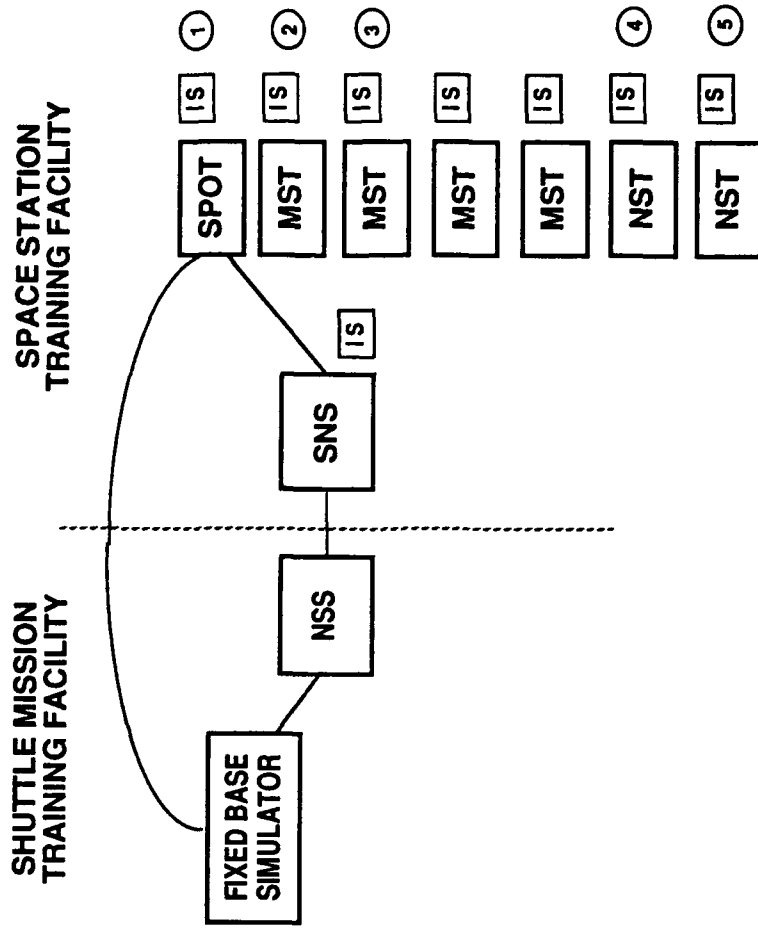 SHUTTLE MISSION
TRAINING FACILITY
SPACE STATION
TRAINING FACILITY
FIXED BASE
SIMULATOR
NSS
SNS
IS
SPOT
IS
1
MST
IS
2
MST
IS
3
MST
IS
MST
IS
NST
IS
4
NST
IS
5